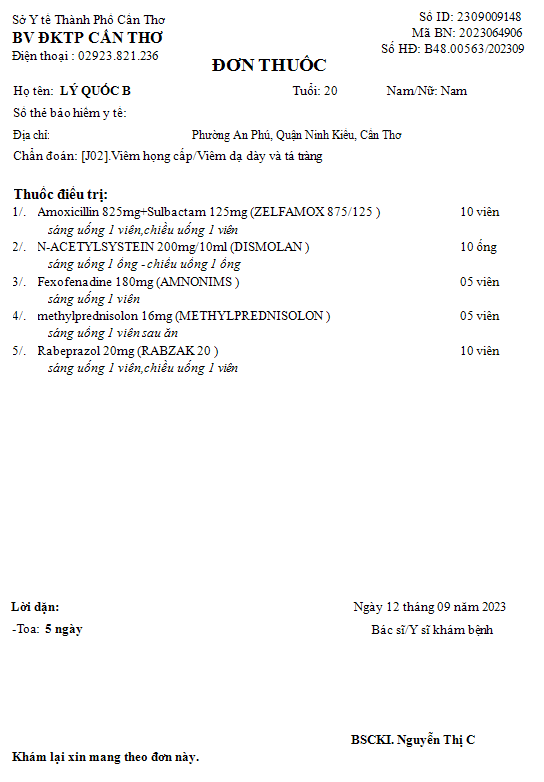 Sở Y tế Thành Phố Cần Thơ
Số ID: 2309009148
BV ĐKTP CẦN THƠ
Mã BN: 2023064906
Điện thoại : 02923.821.236
Số HĐ: B48.00563/202309
ĐƠN THUỐC
Họ tên: LÝ QUỐC B Tuổi: 20 Nam/Nữ: Nam
Số thẻ bảo hiểm y tế:
Địa chỉ: Phường An Phú, Quận Ninh Kiều, Cần Thơ
Chẩn đoán: [J02].Viêm họng cấp/Viêm dạ dày và tá tràng
Thuốc điều trị:
1/. Amoxicillin 825mg+Sulbactam 125mg (ZELFAMOX 875/125 ) 10 viên
sáng uống 1 viên,chiều uống 1 viên
2/. N-ACETYLSYSTEIN 200mg/10ml (DISMOLAN ) 10 ống
sáng uống 1 ống - chiều uống 1 ống
3/. Fexofenadine 180mg (AMNONIMS ) 05 viên
sáng uống 1 viên
4/. methylprednisolon 16mg (METHYLPREDNISOLON ) 05 viên
sáng uống 1 viên sau ăn
5/. Rabeprazol 20mg (RABZAK 20 ) 10 viên
sáng uống 1 viên,chiều uống 1 viên
Lời dặn:
Ngày 12 tháng 09 năm 2023
-Toa: 5 ngày
Bác sĩ/Y sĩ khám bệnh
BSCKI. Nguyễn Thị C
Khám lại xin mang theo đơn này.